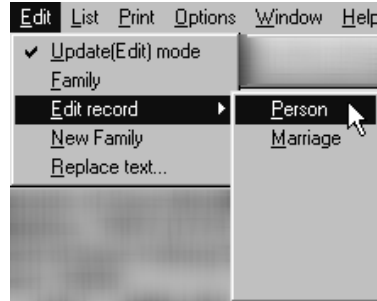 Edit List Print Options Window Help
✔ Update(Edit) mode
Family
Edit record Person
New Family Marriage
Replace text...